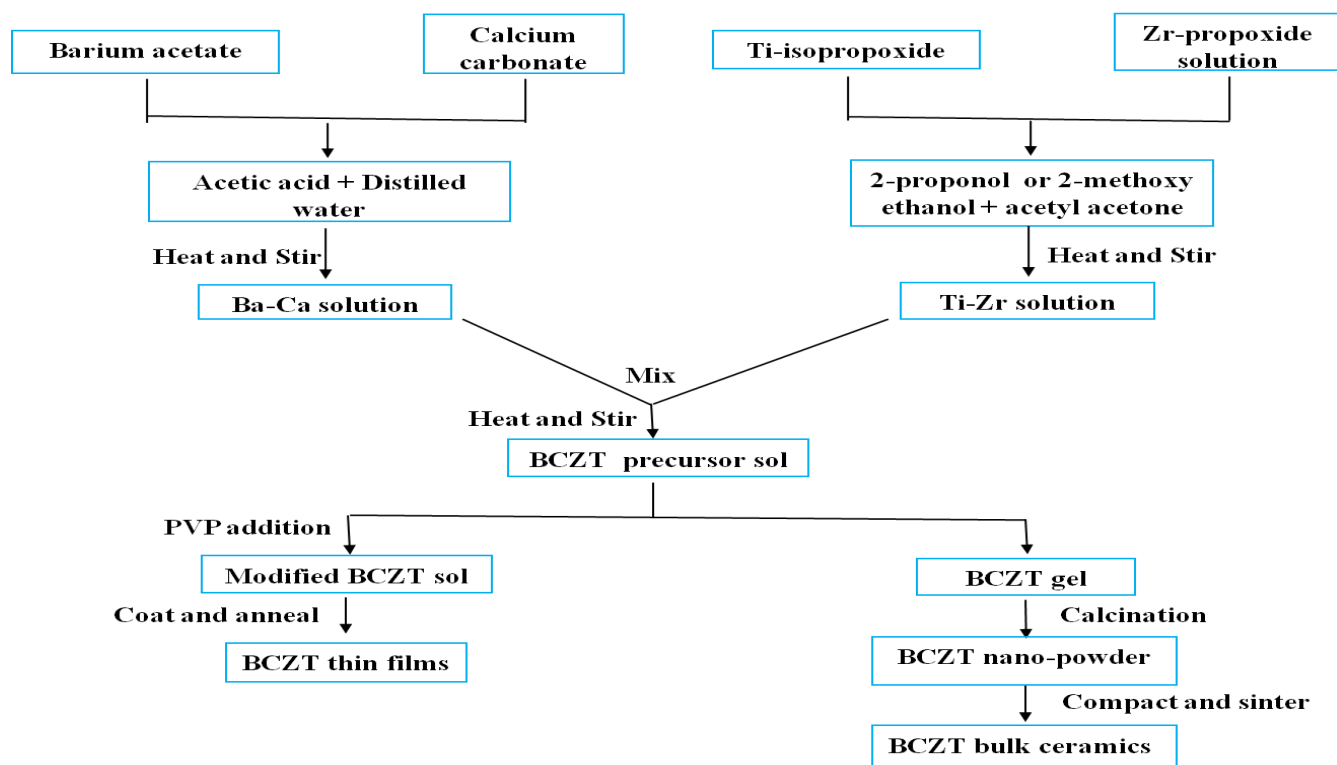 Barium acetate
Calcium
carbonate
Ti-isopropoxide
Zr-propoxide
solution
Acetic acid + Distilled
water
2-proponol or 2-methoxy
ethanol + acetyl acetone
Heat and Stir
Heat and Stir
Ba-Ca solution
Ti-Zr solution
Mix
Heat and Stir
BCZT precursor sol
PVP addition
Modified BCZT sol
BCZT gel
Coat and anneal
Calcination
BCZT thin films
BCZT nano-powder
Compact and sinter
BCZT bulk ceramics